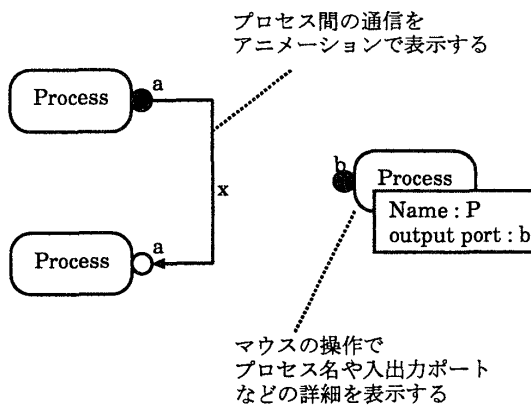 プロセス間の通信を
アニメーションで表示する
a
Process
b
Process
x
Name : P
output port : b
a
Process
マウスの操作で
プロセス名や入出力ポート
などの詳細を表示する